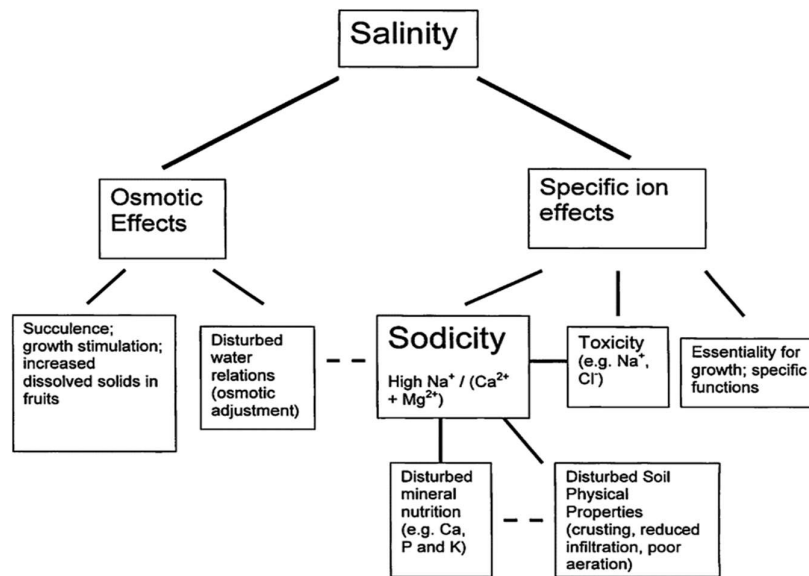 Salinity
Osmotic
Effects
Specific ion
effects
Succulence;
growth stimulation;
increased
dissolved solids in
fruits
Disturbed
water
relations
(osmotic
adjustment)
Sodicity
High Na⁺ / (Ca²⁺
+ Mg²⁺)
Toxicity
(e.g. Na⁺,
Cl⁻)
Essentiality for
growth; specific
functions
Disturbed
mineral
nutrition
(e.g. Ca,
P and K)
Disturbed Soil
Physical
Properties
(crusting, reduced
infiltration, poor
aeration)